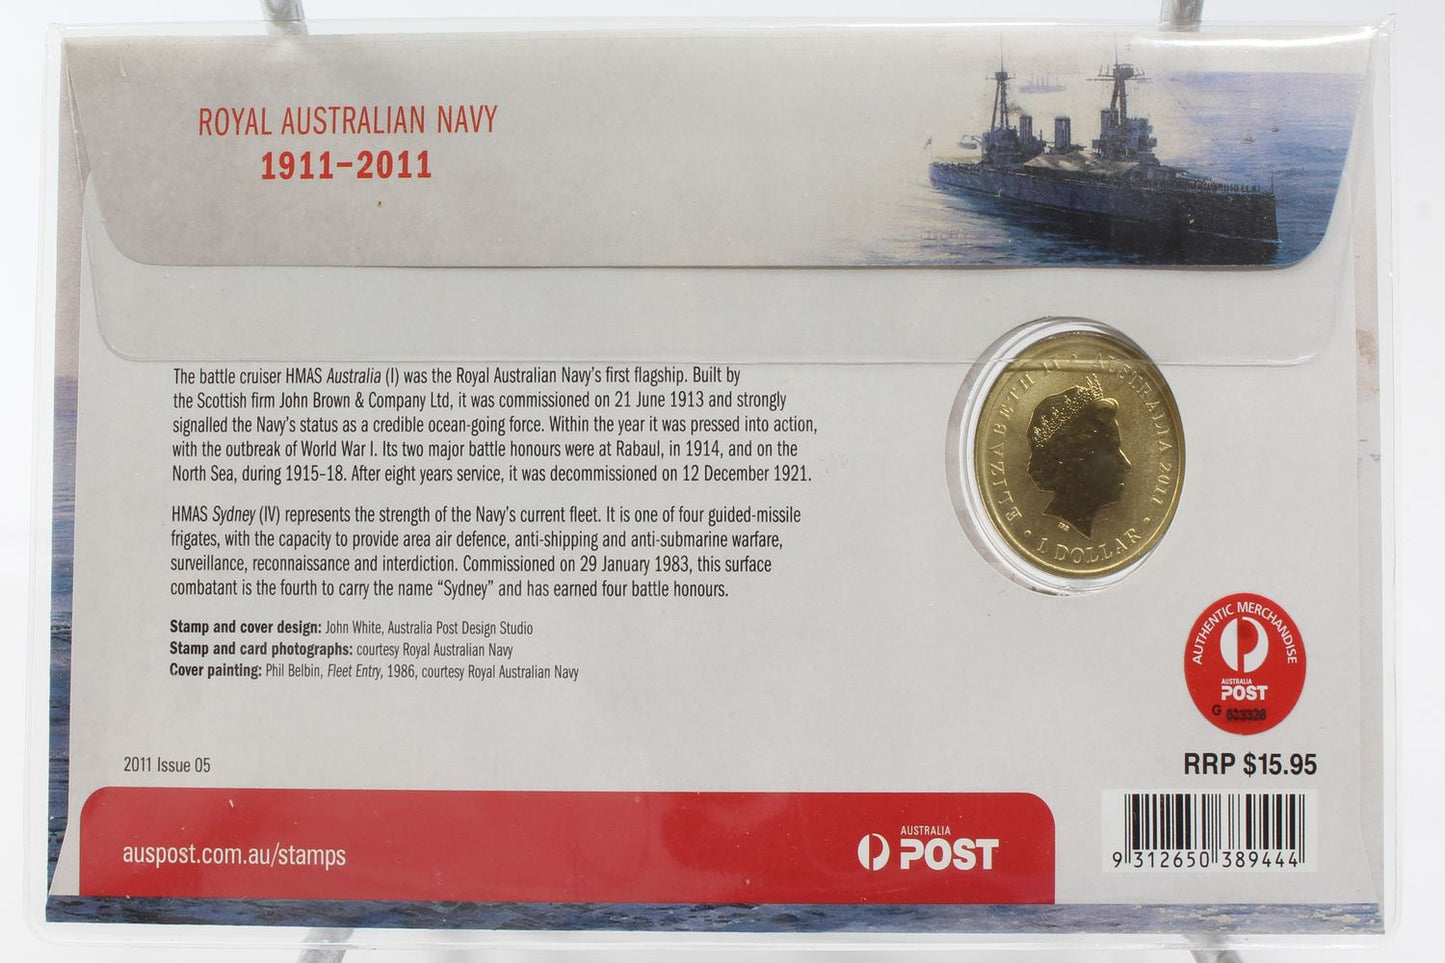 ROYAL AUSTRALIAN NAVY
1911–2011
The battle cruiser HMAS Australia (I) was the Royal Australian Navy's first flagship. Built by
the Scottish firm John Brown & Company Ltd, it was commissioned on 21 June 1913 and strongly
signalled the Navy's status as a credible ocean-going force. Within the year it was pressed into action,
with the outbreak of World War I. Its two major battle honours were at Rabaul, in 1914, and on the
North Sea, during 1915–18. After eight years service, it was decommissioned on 12 December 1921.
HMAS Sydney (IV) represents the strength of the Navy's current fleet. It is one of four guided-missile
frigates, with the capacity to provide area air defence, anti-shipping and anti-submarine warfare,
surveillance, reconnaissance and interdiction. Commissioned on 29 January 1983, this surface
combatant is the fourth to carry the name “Sydney” and has earned four battle honours.
Stamp and cover design: John White, Australia Post Design Studio
Stamp and card photographs: courtesy Royal Australian Navy
Cover painting: Phil Belbin, Fleet Entry, 1986, courtesy Royal Australian Navy
ELIZABETH II AUSTRALIA 2011
1 DOLLAR
AUTHENTIC MERCHANDISE
AUSTRALIA
POST
G
2011 Issue 05
RRP $15.95
auspost.com.au/stamps
AUSTRALIA
POST
9 312650 389444